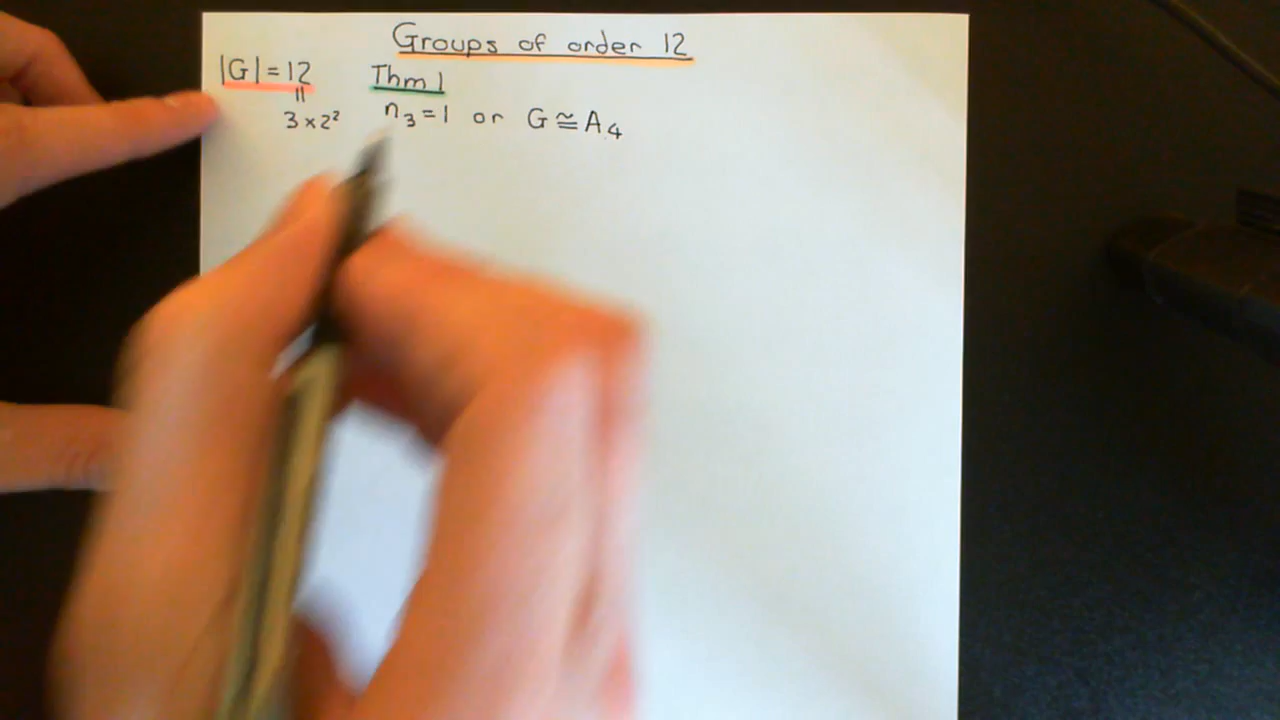 Groups of order 12
|G| = 12 Thm 1
॥
3 × 2² n₃ = 1 or G ≅ A₄